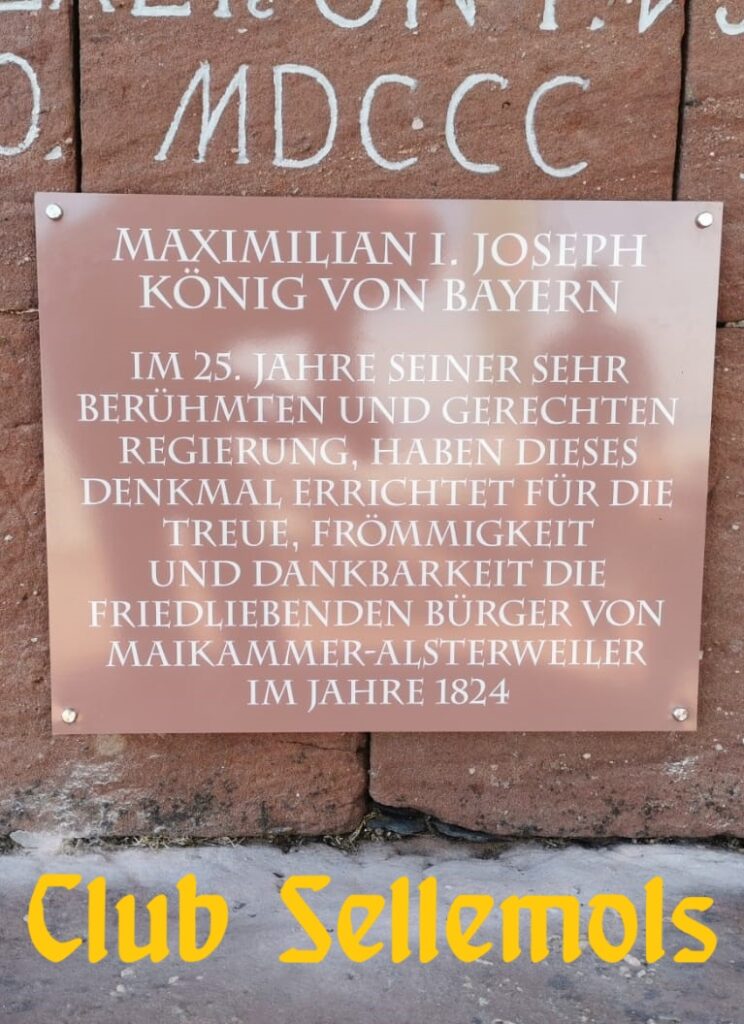 MDCCC
MAXIMILIAN I. JOSEPH
KÖNIG VON BAYERN
IM 25. JAHRE SEINER SEHR
BERÜHMTEN UND GERECHTEN
REGIERUNG, HABEN DIESES
DENKMAL ERRICHTET FÜR DIE
TREUE, FRÖMMIGKEIT
UND DANKBARKEIT DIE
FRIEDLIEBENDEN BÜRGER VON
MAIKAMMER-ALSTERWEILER
IM JAHRE 1824
Club Sellemols